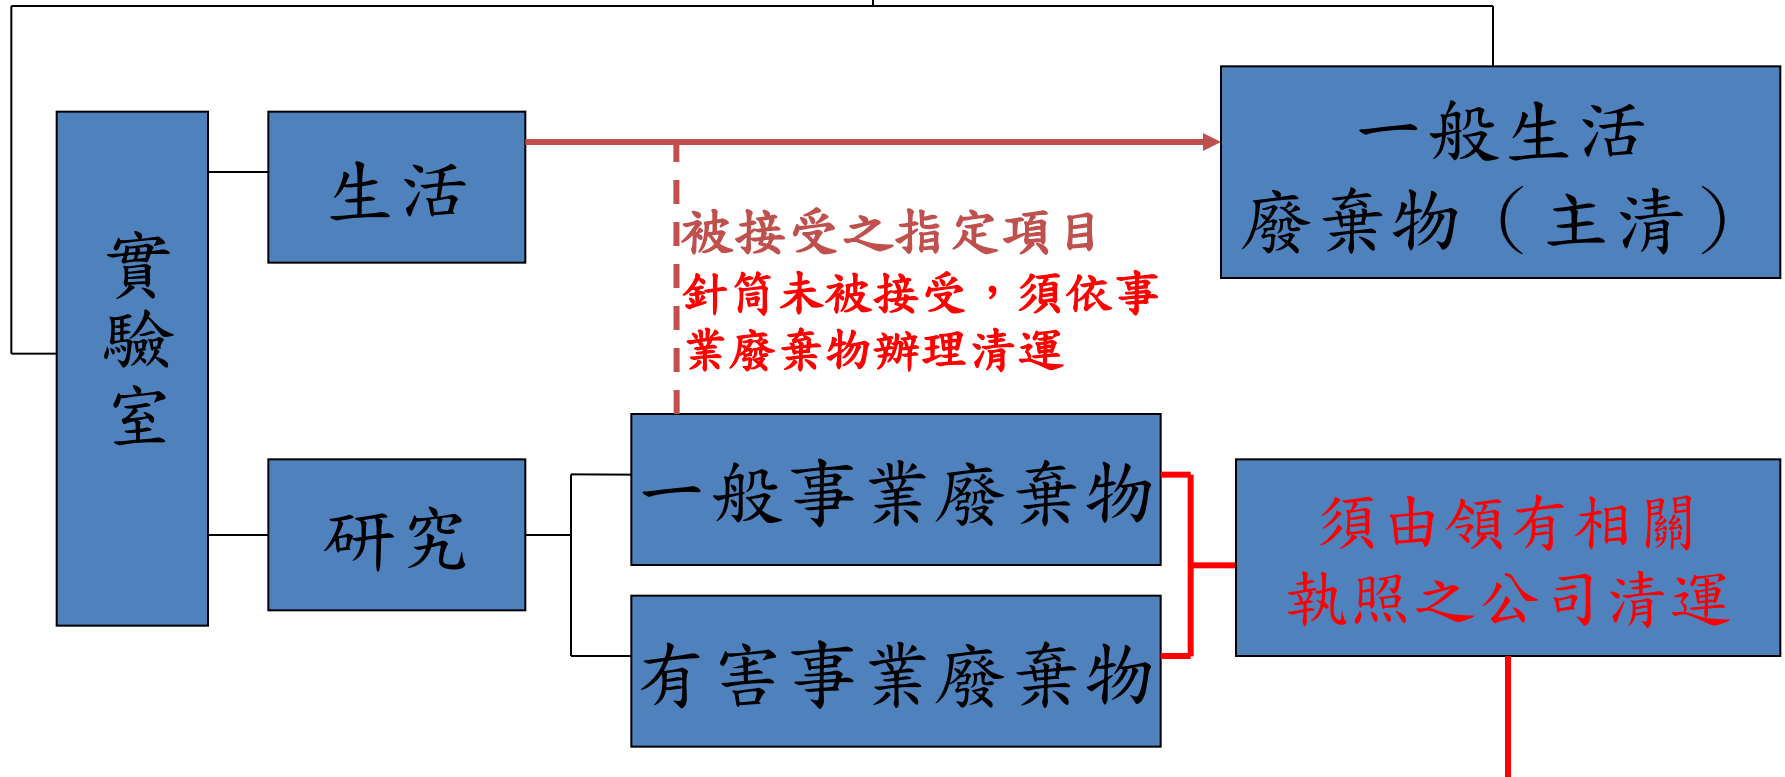 實驗室
生活
一般生活
廢棄物（主清）
被接受之指定項目
針筒未被接受，須依事
業廢棄物辦理清運
研究
一般事業廢棄物
有害事業廢棄物
須由領有相關
執照之公司清運